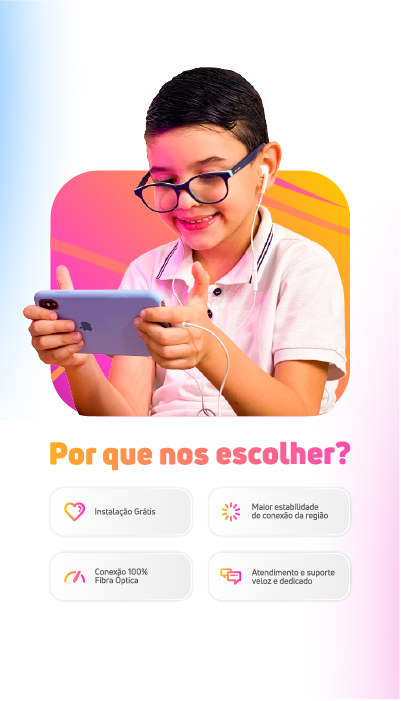 Por que nos escolher?
Instalação Grátis
Maior estabilidade
de conexão da região
Conexão 100%
Fibra Óptica
Atendimento e suporte
veloz e dedicado